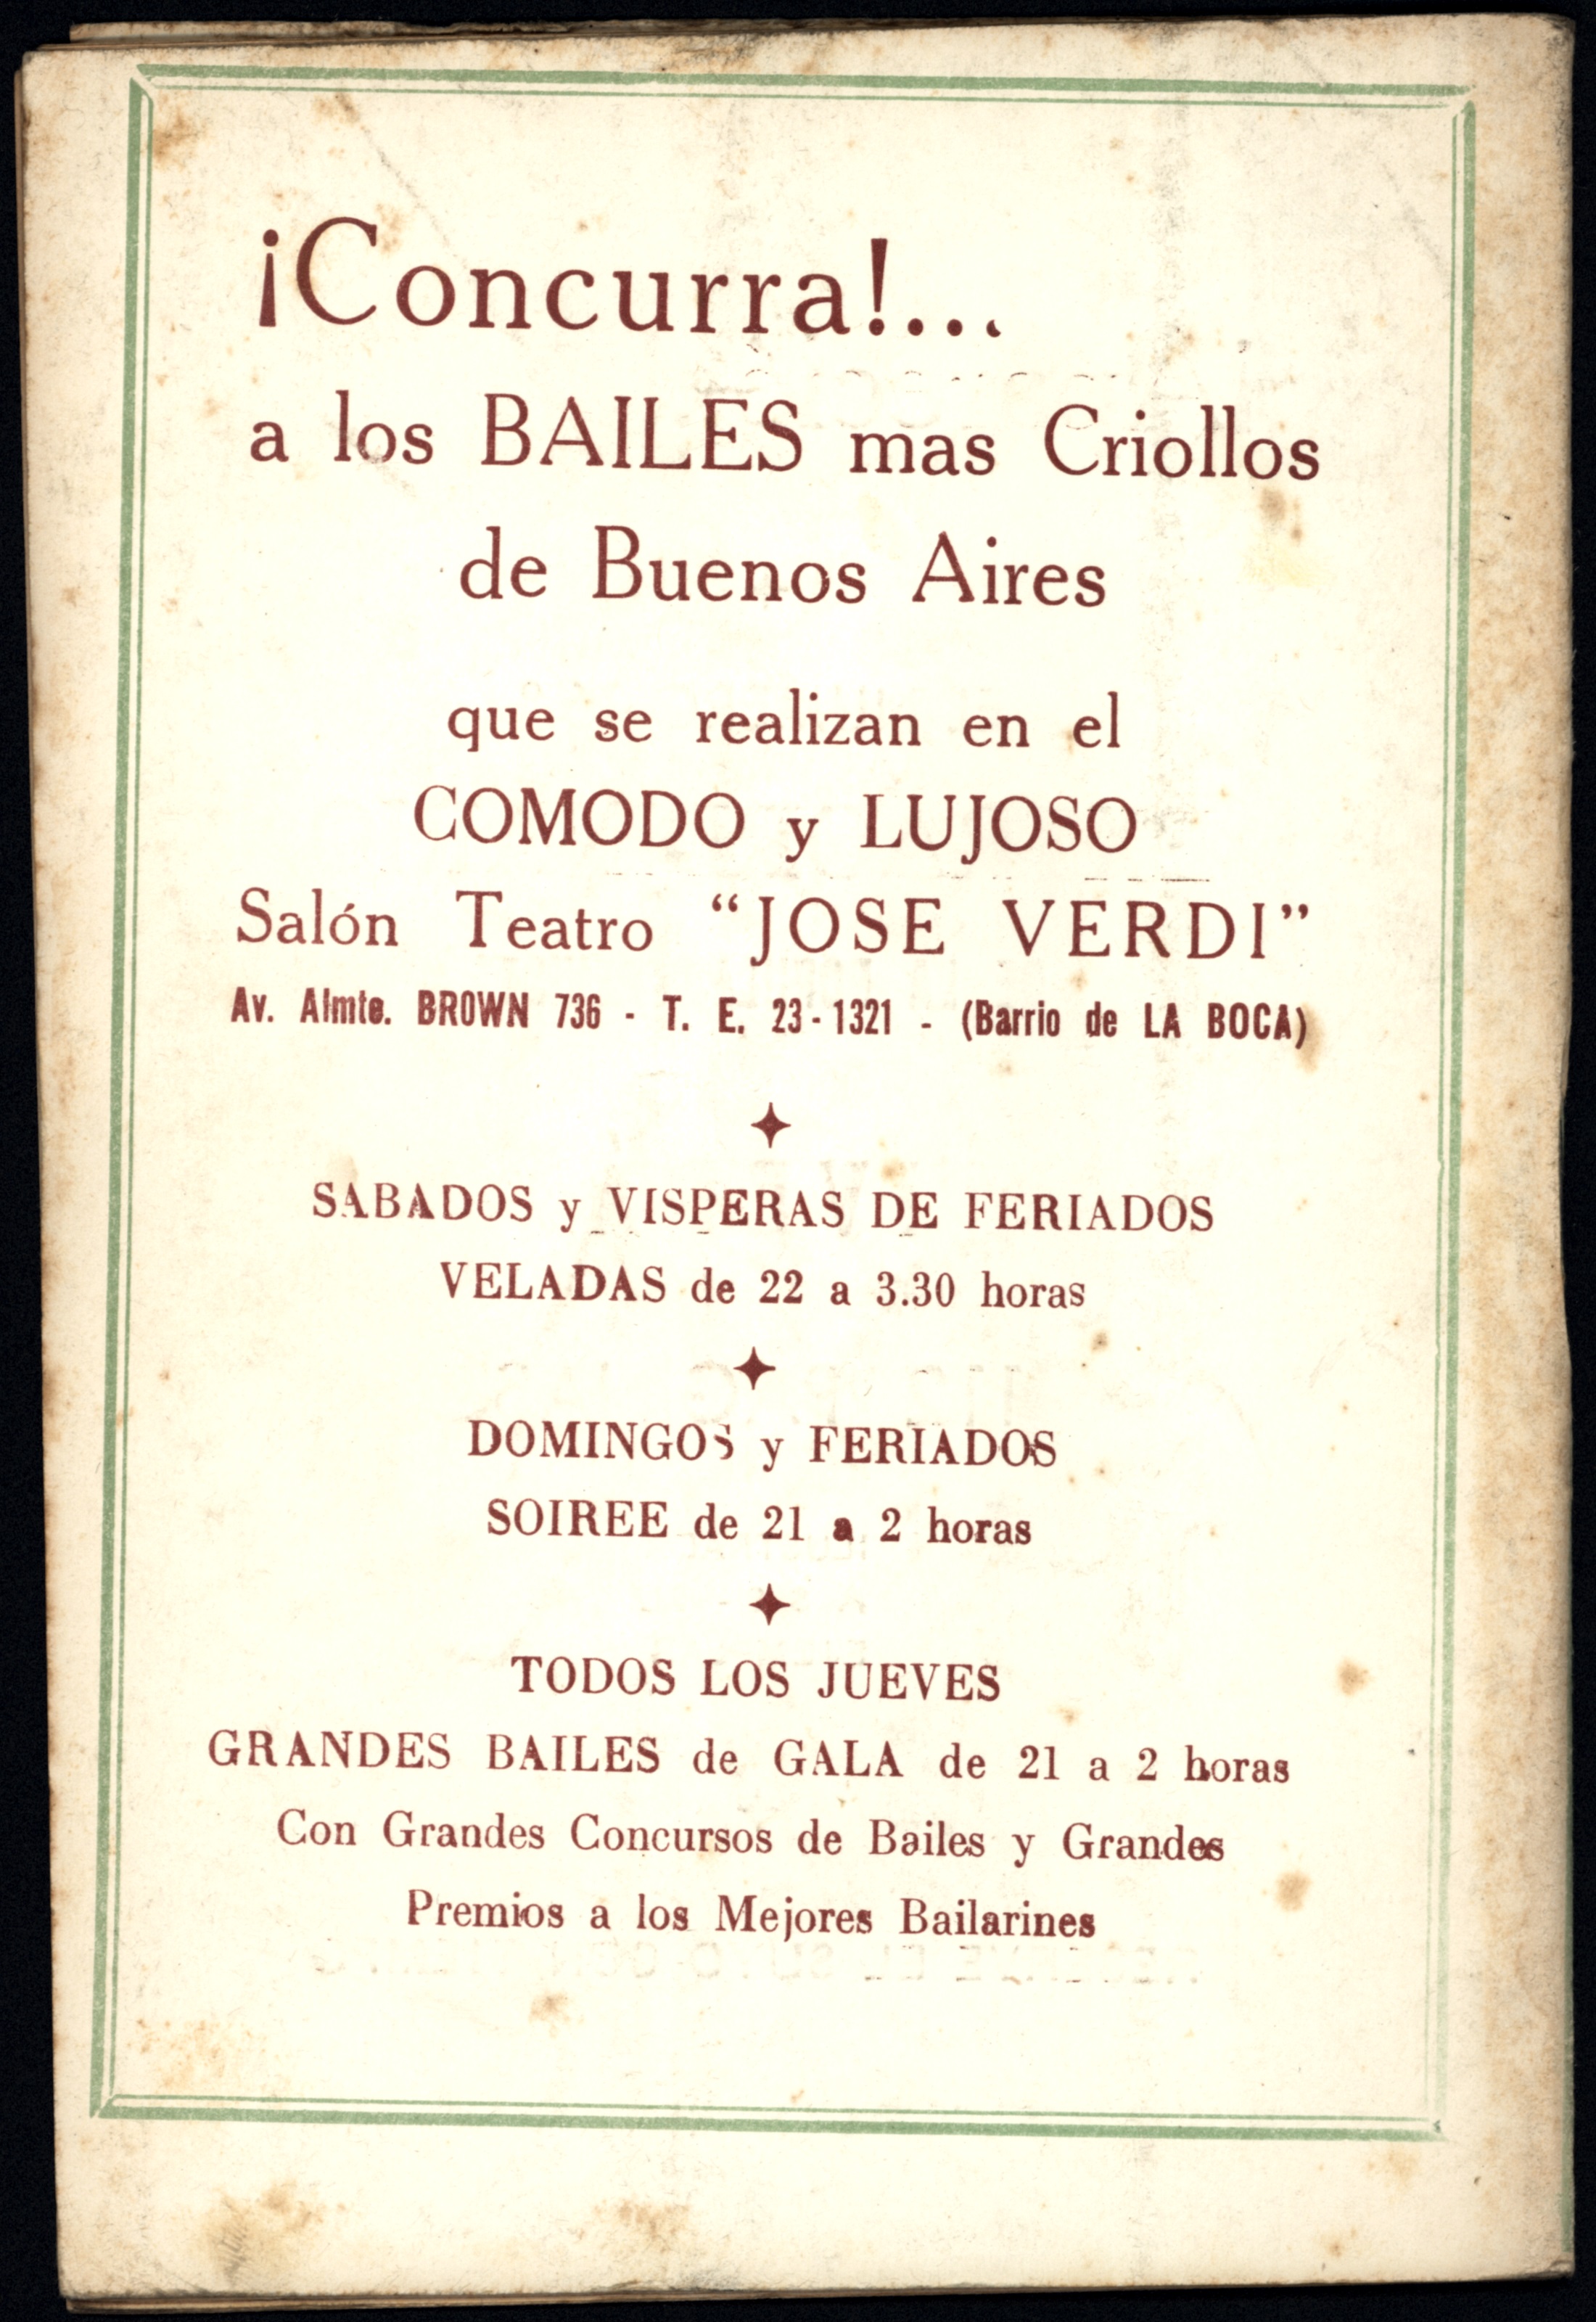 ¡Concurra!...
a los BAILES mas Criollos
de Buenos Aires
que se realizan en el
COMODO y LUJOSO
Salón Teatro “JOSE VERDI”
Av. Almte. BROWN 736 - T. E. 23-1321 - (Barrio de LA BOCA)
SABADOS y VISPERAS DE FERIADOS
VELADAS de 22 a 3.30 horas
DOMINGOS y FERIADOS
SOIREE de 21 a 2 horas
TODOS LOS JUEVES
GRANDES BAILES de GALA de 21 a 2 horas
Con Grandes Concursos de Bailes y Grandes
Premios a los Mejores Bailarines